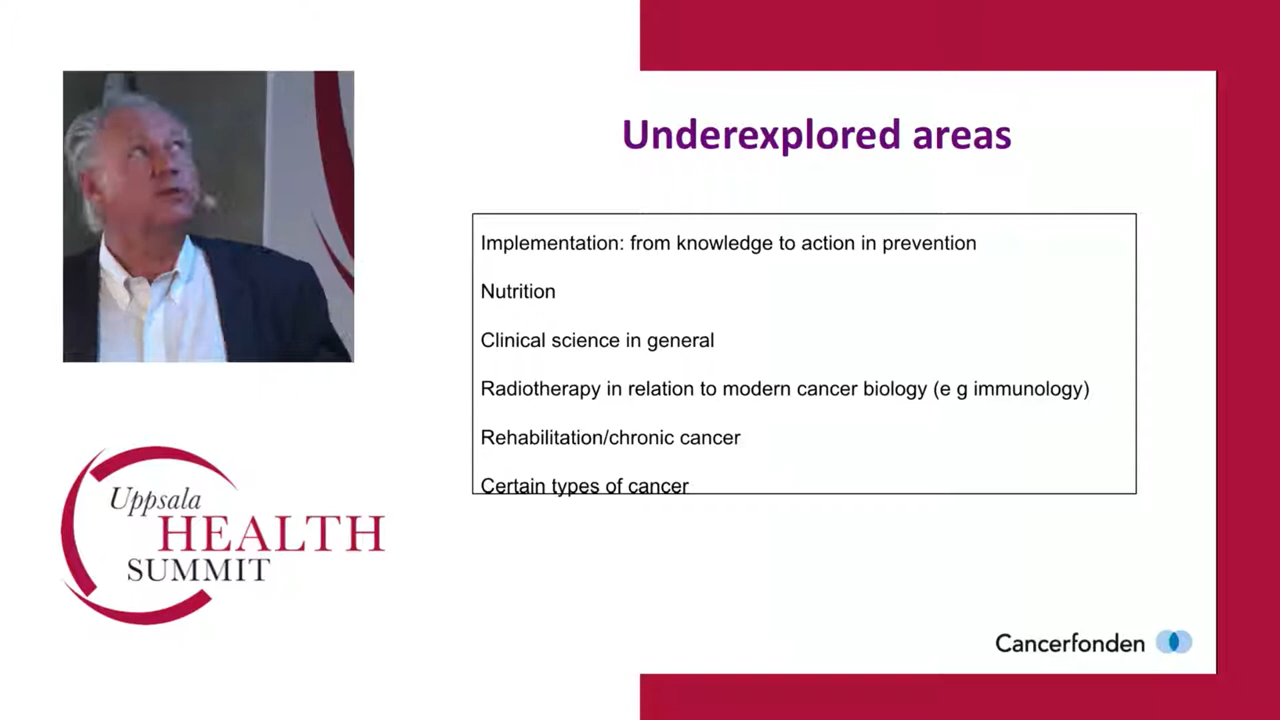 Underexplored areas
Implementation: from knowledge to action in prevention
Nutrition
Clinical science in general
Radiotherapy in relation to modern cancer biology (e g immunology)
Rehabilitation/chronic cancer
Certain types of cancer
Uppsala
HEALTH
SUMMIT
Cancerfonden